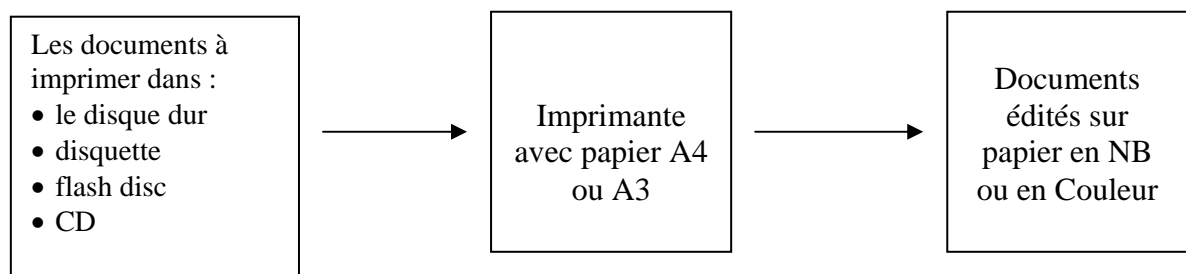 Les documents à
imprimer dans :
• le disque dur
• disquette
• flash disc
• CD
Imprimante
avec papier A4
ou A3
Documents
édités sur
papier en NB
ou en Couleur